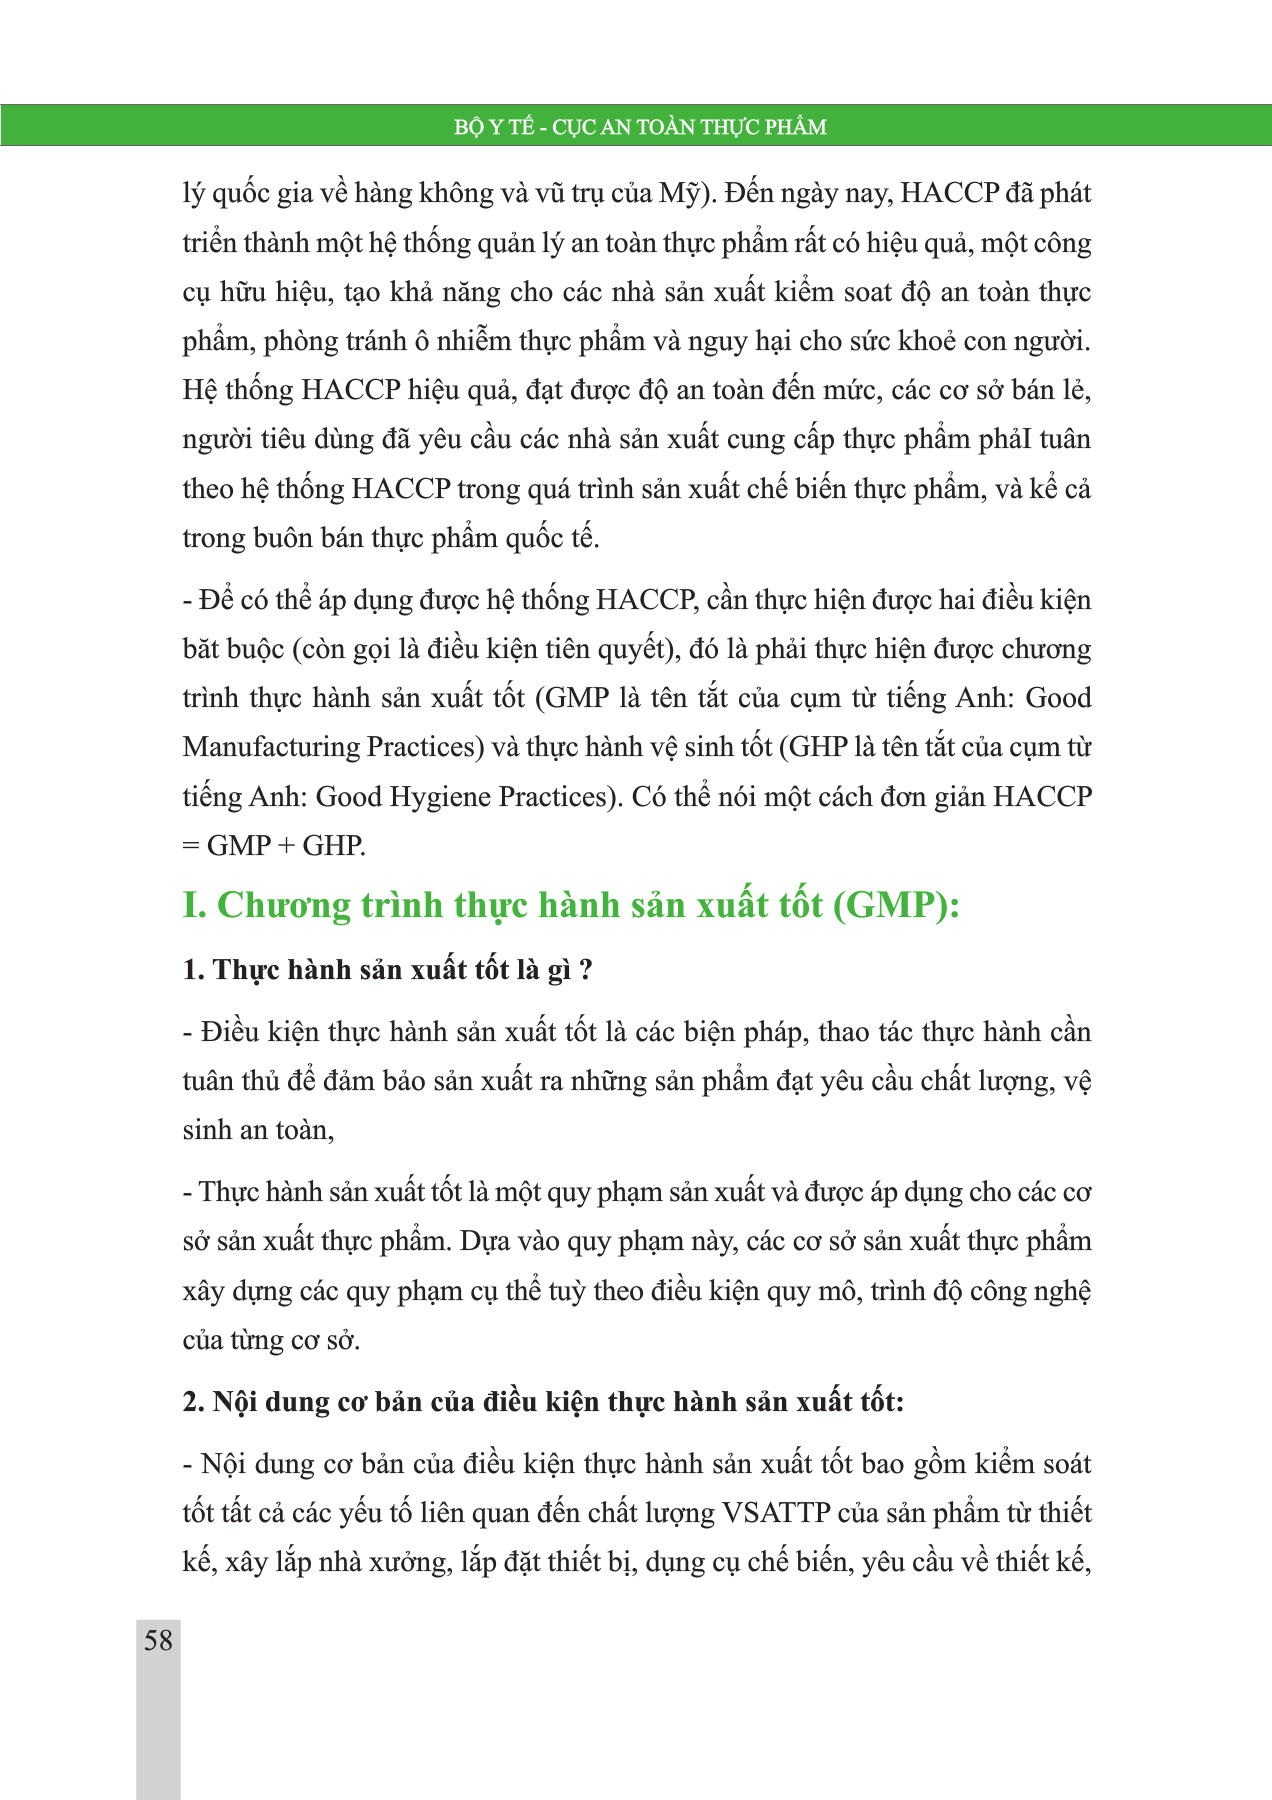 BỘ Y TẾ - CỤC AN TOÀN THỰC PHẨM
lý quốc gia về hàng không và vũ trụ của Mỹ). Đến ngày nay, HACCP đã phát
triển thành một hệ thống quản lý an toàn thực phẩm rất có hiệu quả, một công
cụ hữu hiệu, tạo khả năng cho các nhà sản xuất kiểm soat độ an toàn thực
phẩm, phòng tránh ô nhiễm thực phẩm và nguy hại cho sức khoẻ con người.
Hệ thống HACCP hiệu quả, đạt được độ an toàn đến mức, các cơ sở bán lẻ,
người tiêu dùng đã yêu cầu các nhà sản xuất cung cấp thực phẩm phảI tuân
theo hệ thống HACCP trong quá trình sản xuất chế biến thực phẩm, và kể cả
trong buôn bán thực phẩm quốc tế.
- Để có thể áp dụng được hệ thống HACCP, cần thực hiện được hai điều kiện
băt buộc (còn gọi là điều kiện tiên quyết), đó là phải thực hiện được chương
trình thực hành sản xuất tốt (GMP là tên tắt của cụm từ tiếng Anh: Good
Manufacturing Practices) và thực hành vệ sinh tốt (GHP là tên tắt của cụm từ
tiếng Anh: Good Hygiene Practices). Có thể nói một cách đơn giản HACCP
= GMP + GHP.
I. Chương trình thực hành sản xuất tốt (GMP):
1. Thực hành sản xuất tốt là gì ?
- Điều kiện thực hành sản xuất tốt là các biện pháp, thao tác thực hành cần
tuân thủ để đảm bảo sản xuất ra những sản phẩm đạt yêu cầu chất lượng, vệ
sinh an toàn,
- Thực hành sản xuất tốt là một quy phạm sản xuất và được áp dụng cho các cơ
sở sản xuất thực phẩm. Dựa vào quy phạm này, các cơ sở sản xuất thực phẩm
xây dựng các quy phạm cụ thể tuỳ theo điều kiện quy mô, trình độ công nghệ
của từng cơ sở.
2. Nội dung cơ bản của điều kiện thực hành sản xuất tốt:
- Nội dung cơ bản của điều kiện thực hành sản xuất tốt bao gồm kiểm soát
tốt tất cả các yếu tố liên quan đến chất lượng VSATTP của sản phẩm từ thiết
kế, xây lắp nhà xưởng, lắp đặt thiết bị, dụng cụ chế biến, yêu cầu về thiết kế,
58